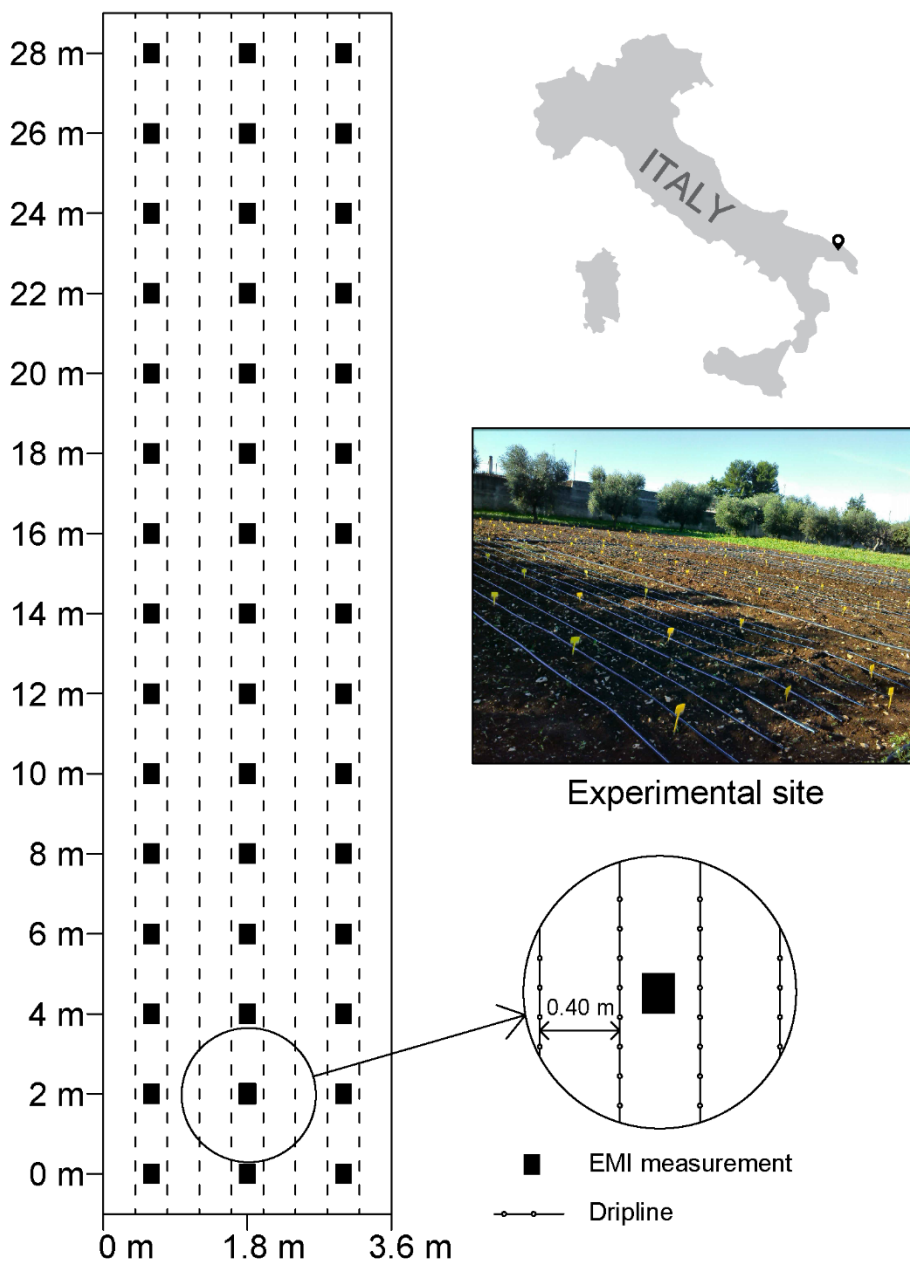 28 m
26 m
24 m
22 m
20 m
18 m
16 m
14 m
12 m
10 m
8 m
6 m
4 m
2 m
0 m
0 m 1.8 m 3.6 m
ITALY
Experimental site
0.40 m
EMI measurement
Dripline